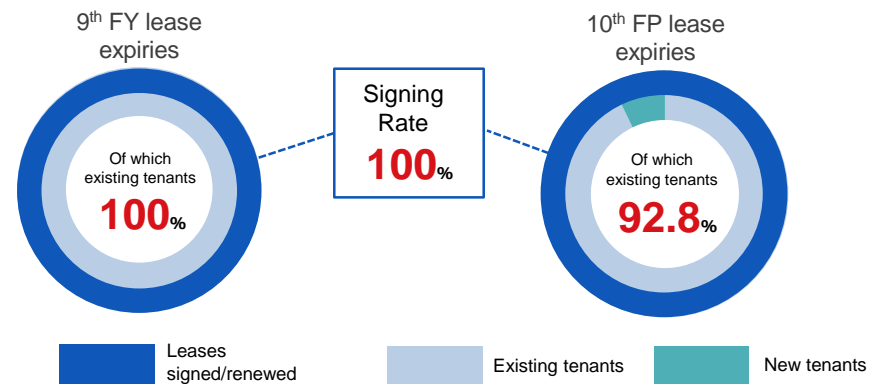 9th FY lease
expiries
10th FP lease
expiries
Signing
Rate
100%
Of which
existing tenants
100%
Of which
existing tenants
92.8%
Leases
signed/renewed
Existing tenants
New tenants